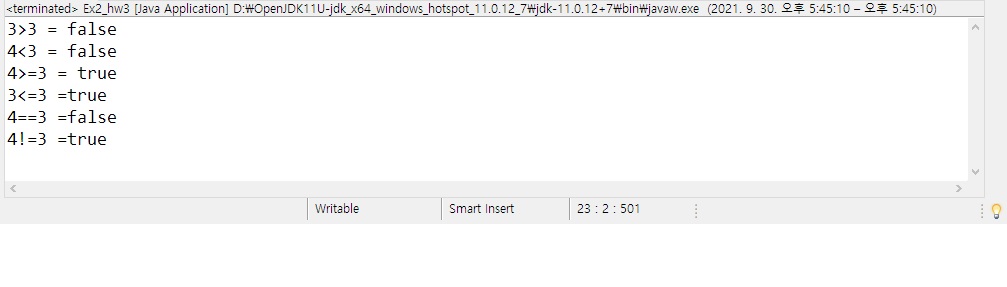 <terminated> Ex2_hw3 [Java Application] D:₩OpenJDK11U-jdk_x64_windows_hotspot_11.0.12_7₩jdk-11.0.12+7₩bin₩javaw.exe  (2021. 9. 30. 오후 5:45:10 – 오후 5:45:10)
3>3 = false
4<3 = false
4>=3 = true
3<=3 =true
4==3 =false
4!=3 =true
Writable Smart Insert 23 : 2 : 501